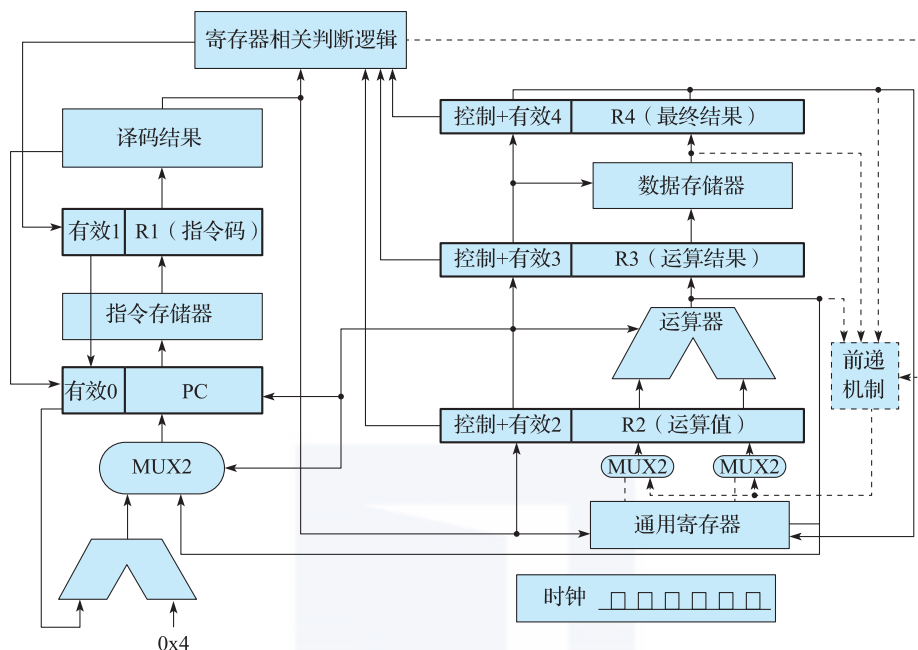 寄存器相关判断逻辑
译码结果
控制+有效4 R4（最终结果）
数据存储器
有效1 R1（指令码）
控制+有效3 R3（运算结果）
指令存储器
运算器
前递
机制
有效0 PC
控制+有效2 R2（运算值）
MUX2
MUX2 MUX2
通用寄存器
时钟
0x4